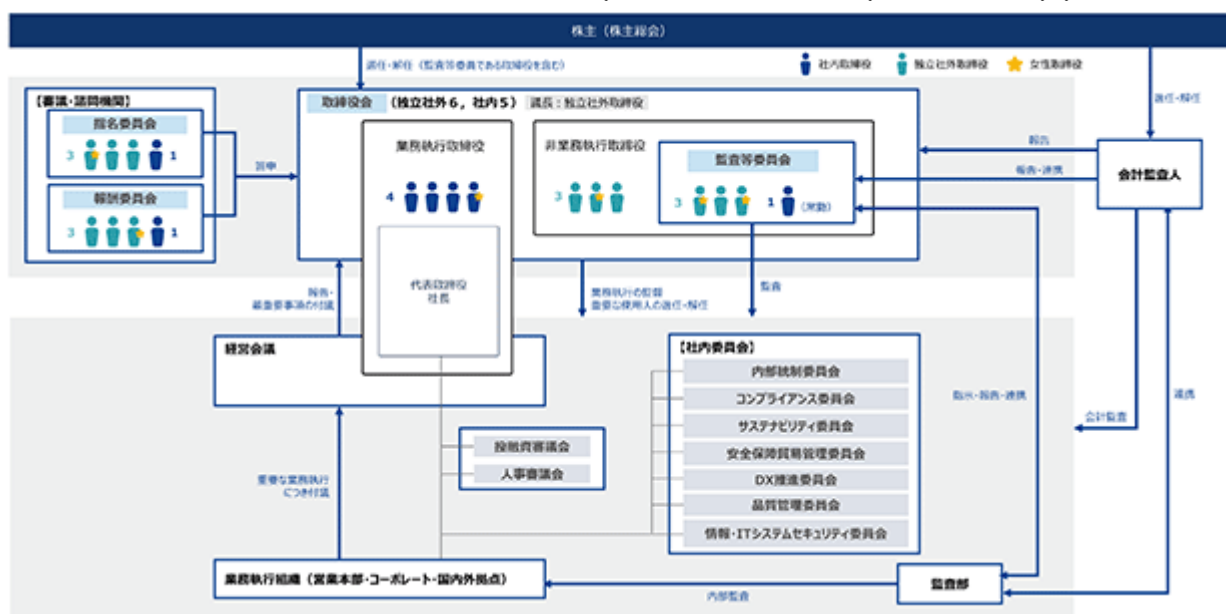 株主（株主総会）
選任・解任（監査等委員である取締役を含む）
社内取締役
独立社外取締役
女性取締役
選任・解任
【審議・諮問機関】
指名委員会
3
1
報酬委員会
3
1
答申
取締役会
（独立社外６，社内５）
議長：独立社外取締役
業務執行取締役
4
代表取締役
社長
非業務執行取締役
3
監査等委員会
3
1
（常勤）
報告
報告・連携
会計監査人
報告・
最重要事項の付議
業務執行の監督
重要な使用人の選任・解任
監査
経営会議
【社内委員会】
内部統制委員会
コンプライアンス委員会
サステナビリティ委員会
安全保障貿易管理委員会
DX推進委員会
品質管理委員会
情報・ITシステムセキュリティ委員会
投融資審議会
人事審議会
指示・報告・連携
連携
会計監査
重要な業務執行
につき付議
業務執行組織（営業本部・コーポレート・国内外拠点）
内部監査
監査部